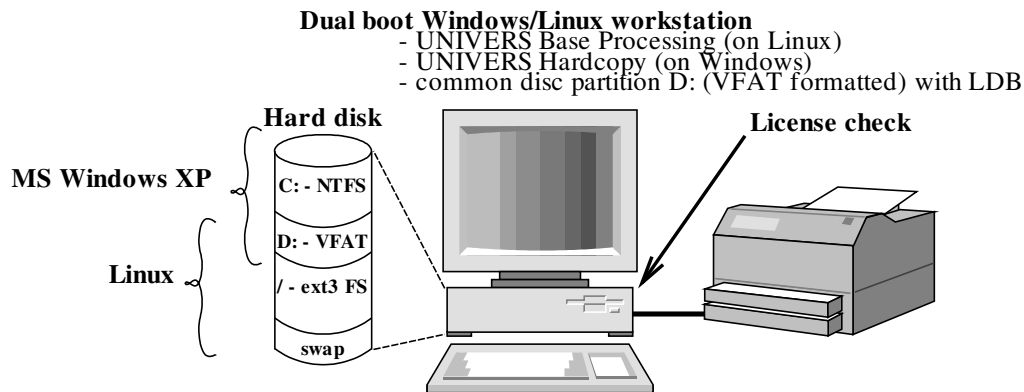 Dual boot Windows/Linux workstation
- UNIVERS Base Processing (on Linux)
- UNIVERS Hardcopy (on Windows)
- common disc partition D: (VFAT formatted) with LDB
Hard disk
License check
MS Windows XP
C: - NTFS
D: - VFAT
Linux
/ - ext3 FS
swap